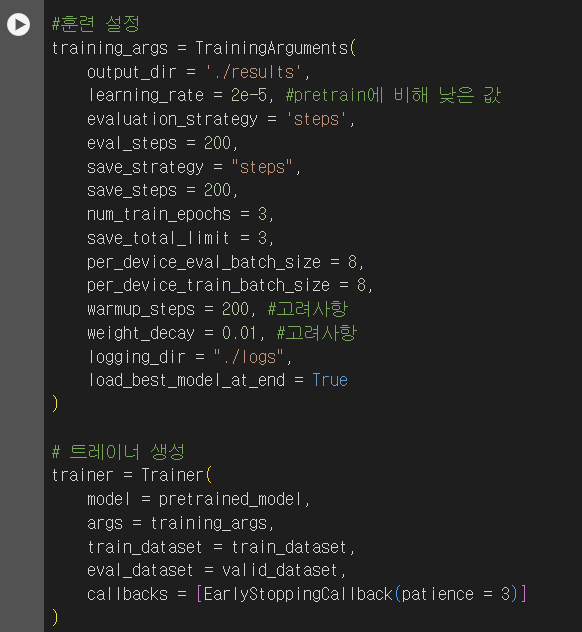 #훈련 설정
training_args = TrainingArguments(
    output_dir = './results',
    learning_rate = 2e-5, #pretrain에 비해 낮은 값
    evaluation_strategy = 'steps',
    eval_steps = 200,
    save_strategy = "steps",
    save_steps = 200,
    num_train_epochs = 3,
    save_total_limit = 3,
    per_device_eval_batch_size = 8,
    per_device_train_batch_size = 8,
    warmup_steps = 200, #고려사항
    weight_decay = 0.01, #고려사항
    logging_dir = "./logs",
    load_best_model_at_end = True
)
# 트레이너 생성
trainer = Trainer(
    model = pretrained_model,
    args = training_args,
    train_dataset = train_dataset,
    eval_dataset = valid_dataset,
    callbacks = [EarlyStoppingCallback(patience = 3)]
)